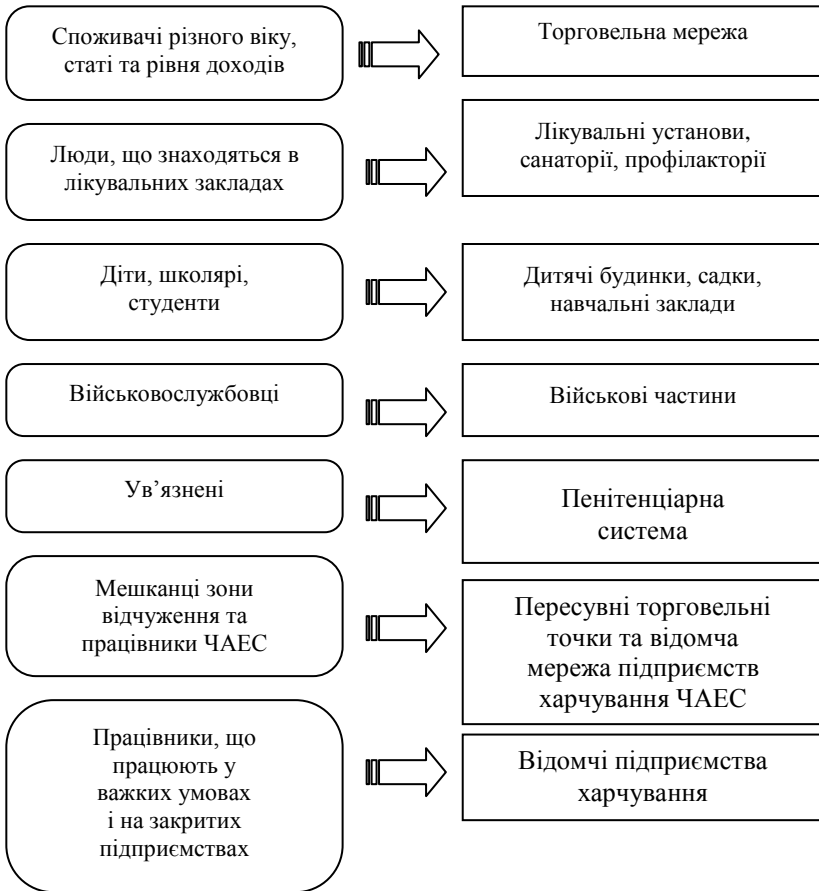 Споживачі різного віку,
статі та рівня доходів
Торговельна мережа
Люди, що знаходяться в
лікувальних закладах
Лікувальні установи,
санаторії, профілакторії
Діти, школярі,
студенти
Дитячі будинки, садки,
навчальні заклади
Військовослужбовці
Військові частини
Ув’язнені
Пенітенціарна
система
Мешканці зони
відчуження та
працівники ЧАЕС
Пересувні торговельні
точки та відомча
мережа підприємств
харчування ЧАЕС
Працівники, що
працюють у
важких умовах
і на закритих
підприємствах
Відомчі підприємства
харчування